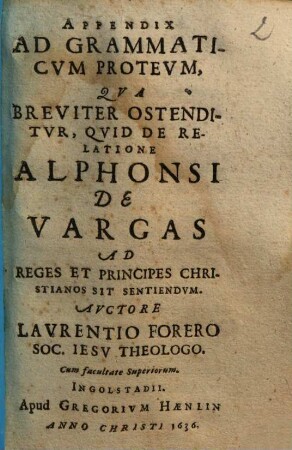 2
APPENDIX
AD GRAMMATI-
CVM PROTEVM,
QVA
BREVITER OSTENDI-
TVR, QVID DE RE-
LATIONE
ALPHONSI
DE
VARGAS
AD
REGES ET PRINCIPES CHRI-
STIANOS SIT SENTIENDVM.
AVCTORE
LAVRENTIO FORERO
SOC. IESV THEOLOGO.
Cum facultate Superiorum.
INGOLSTADII.
Apud GREGORIVM HÆNLIN
ANNO CHRISTI 1636.